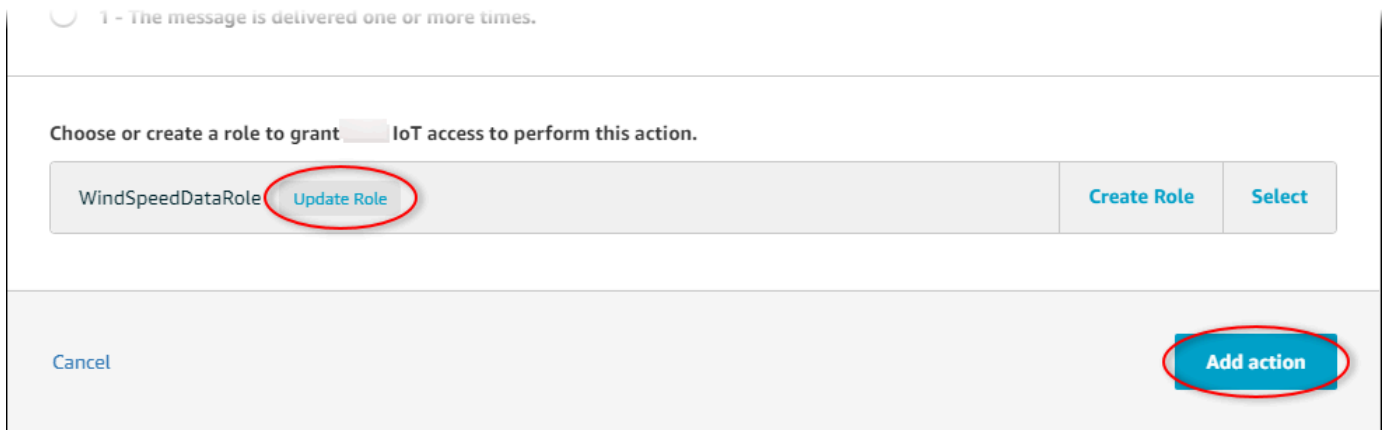 1 - The message is delivered one or more times.
Choose or create a role to grant IoT access to perform this action.
WindSpeedDataRole Update Role Create Role Select
Cancel Add action